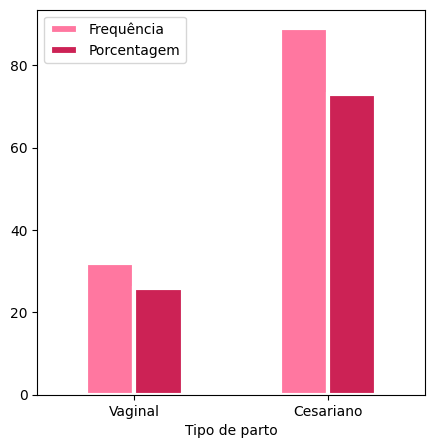 Frequência
Porcentagem
80
60
40
20
0
Vaginal Cesariano
Tipo de parto